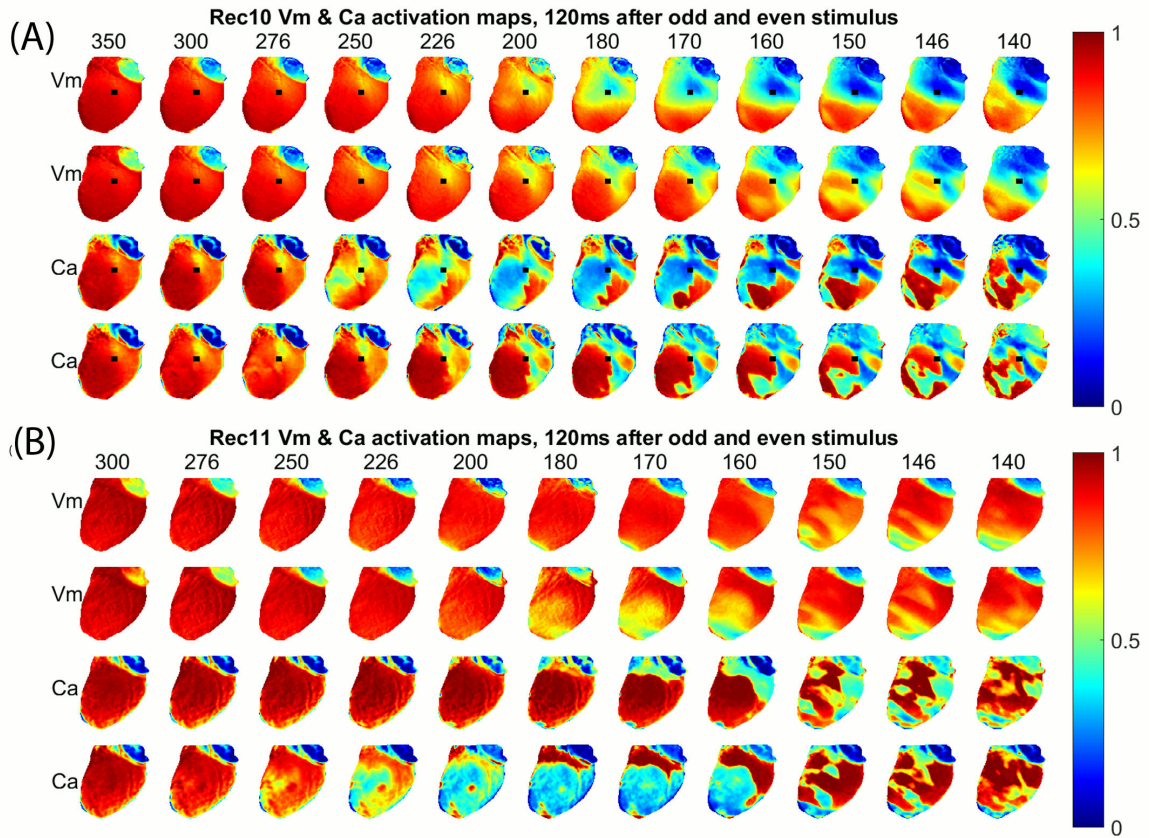 (A)
Rec10 Vm & Ca activation maps, 120ms after odd and even stimulus
350 300 276 250 226 200 180 170 160 150 146 140
Vm
Vm
Ca
Ca
1
0.5
0
(B)
Rec11 Vm & Ca activation maps, 120ms after odd and even stimulus
300 276 250 226 200 180 170 160 150 146 140
Vm
Vm
Ca
Ca
1
0.5
0